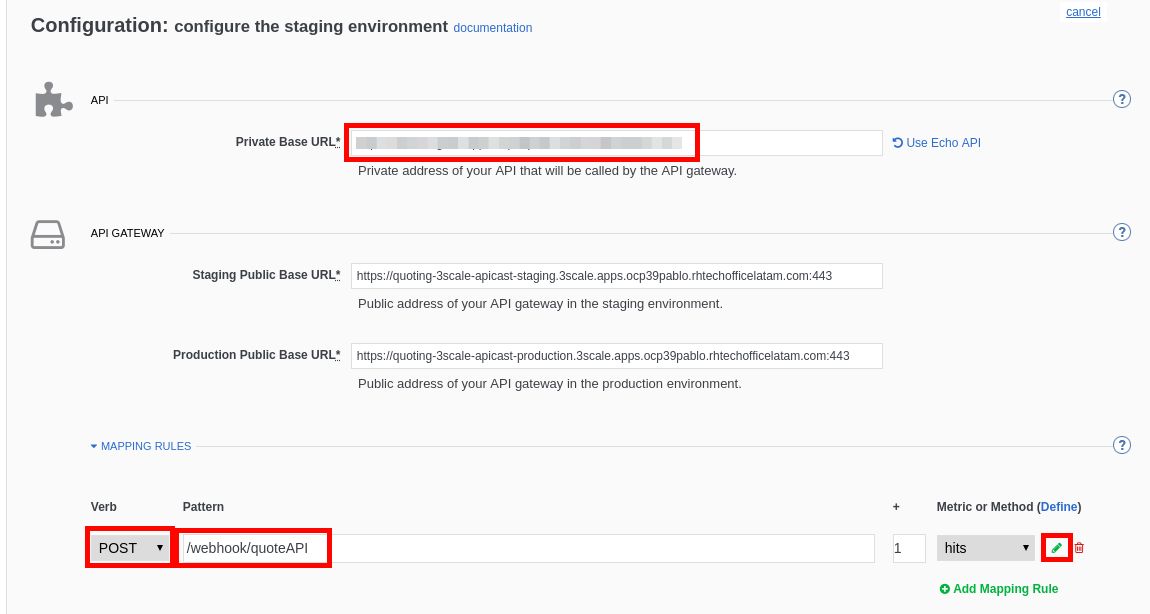 cancel
Configuration: configure the staging environment documentation
API
?
Private Base URL*
Use Echo API
Private address of your API that will be called by the API gateway.
API GATEWAY
?
Staging Public Base URL* https://quoting-3scale-apicast-staging.3scale.apps.ocp39pablo.rhtechofficelatam.com:443
Public address of your API gateway in the staging environment.
Production Public Base URL* https://quoting-3scale-apicast-production.3scale.apps.ocp39pablo.rhtechofficelatam.com:443
Public address of your API gateway in the production environment.
MAPPING RULES
?
Verb Pattern + Metric or Method (Define)
POST /webhook/quoteAPI 1 hits
Add Mapping Rule